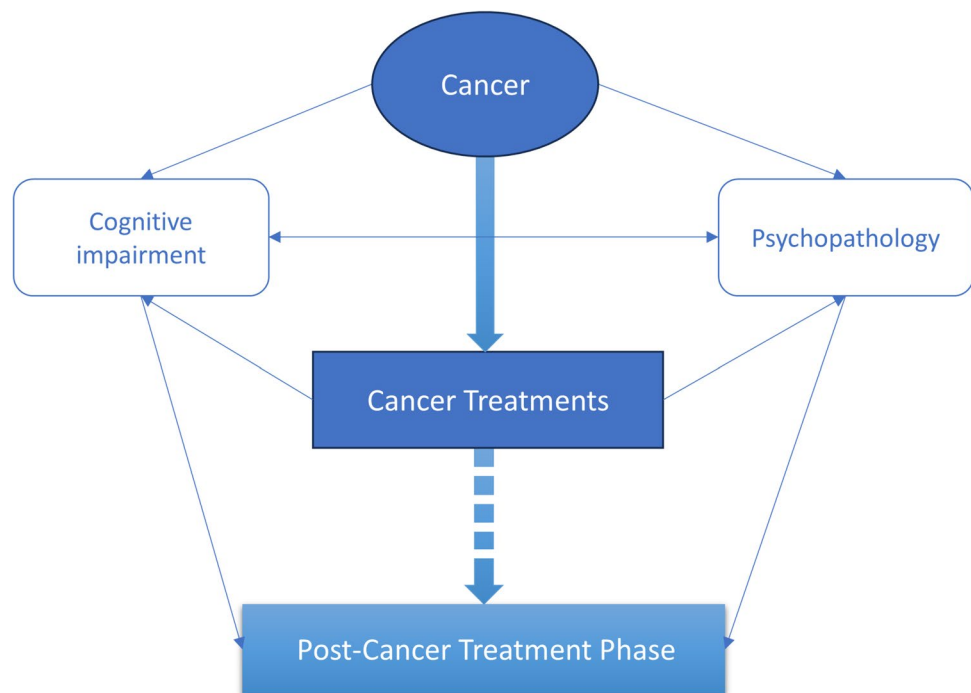 Cancer
Cognitive
impairment
Psychopathology
Cancer Treatments
Post-Cancer Treatment Phase